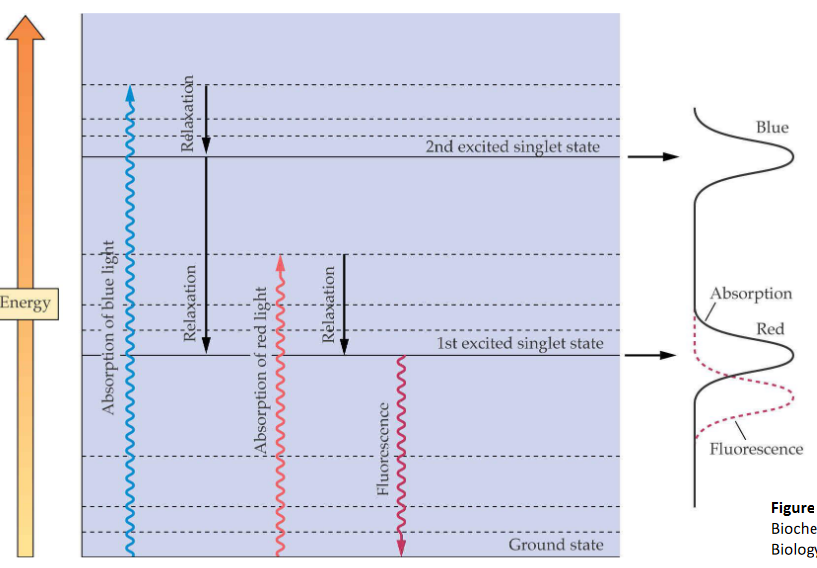 Energy
Absorption of blue light
Relaxation
Relaxation
Absorption of red light
Relaxation
Fluorescence
2nd excited singlet state
1st excited singlet state
Ground state
Blue
Absorption
Red
Fluorescence
Figure
Bioche
Biology